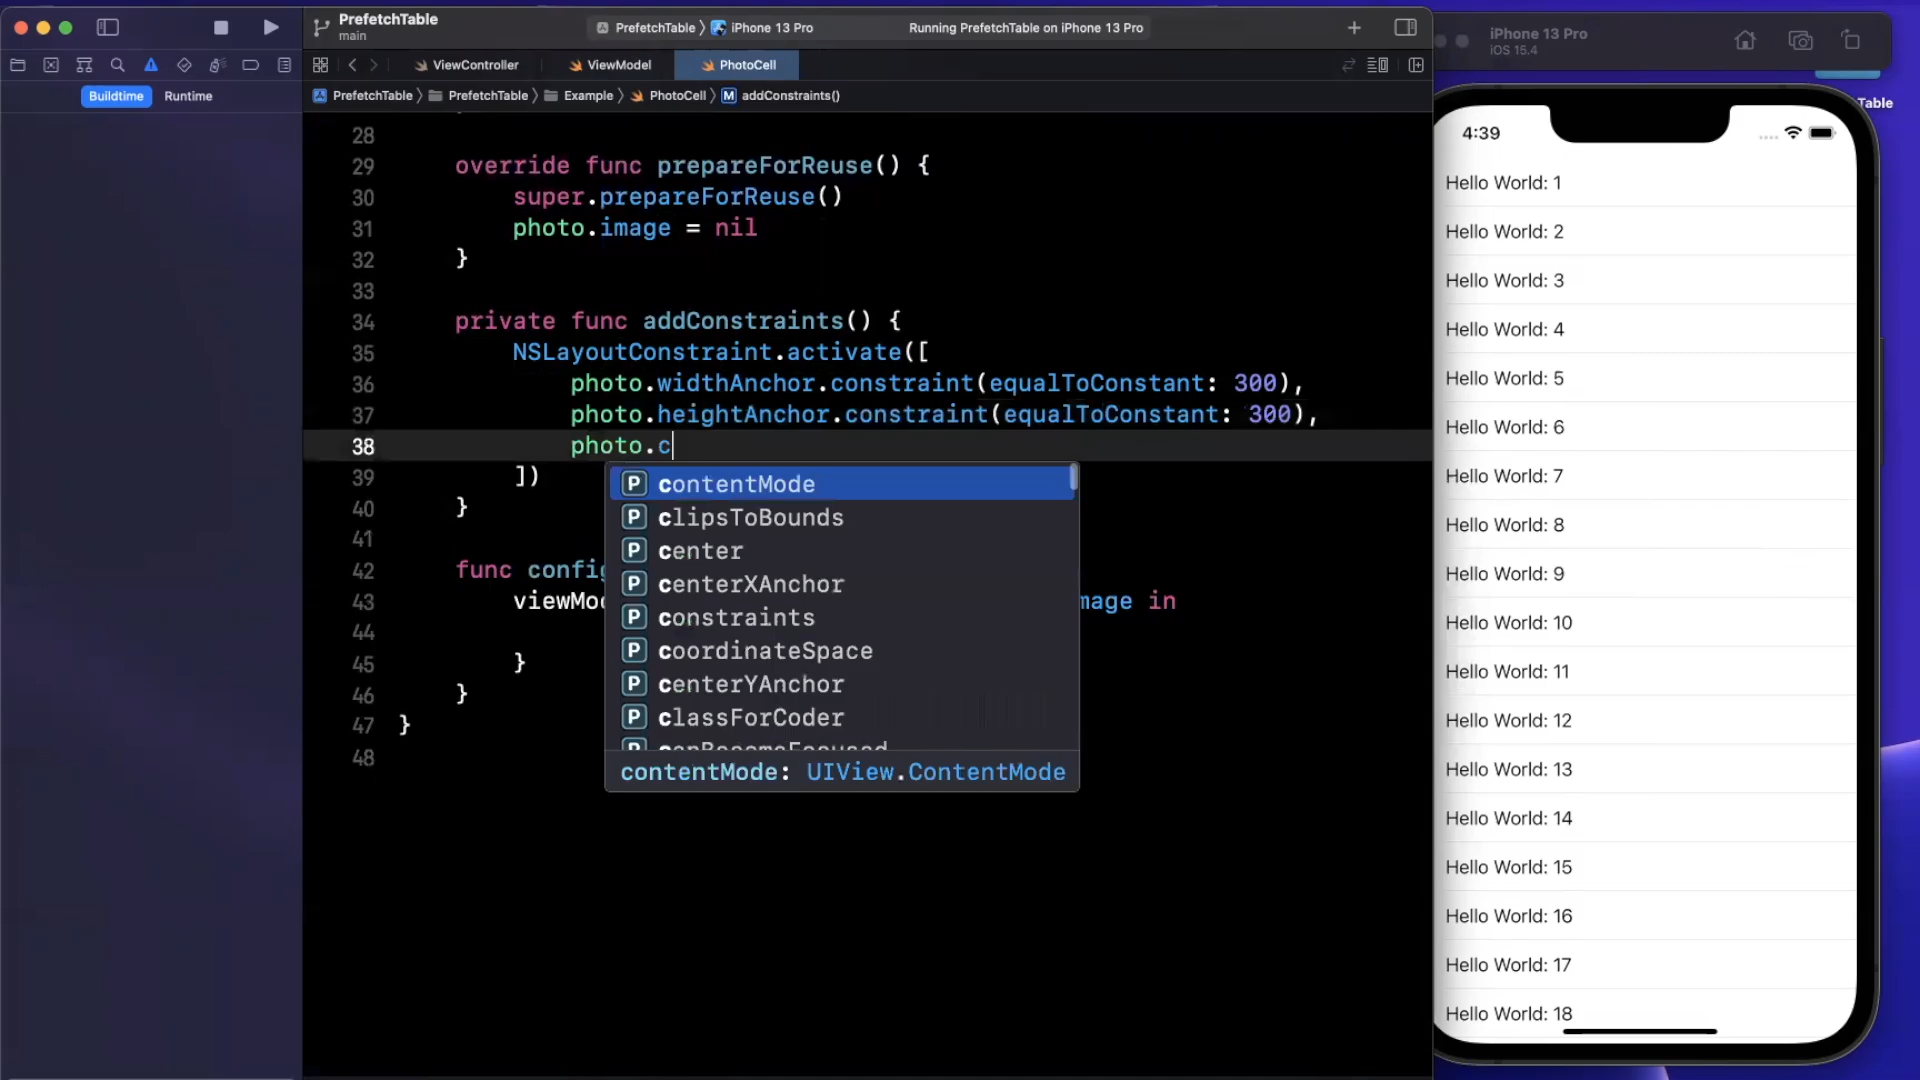 PrefetchTable
main
PrefetchTable
iPhone 13 Pro
Running PrefetchTable on iPhone 13 Pro
ViewController
ViewModel
PhotoCell
Buildtime
Runtime
PrefetchTable
PrefetchTable
Example
PhotoCell
M
addConstraints()
28
29 override func prepareForReuse() {
30 super.prepareForReuse()
31 photo.image = nil
32 }
33
34 private func addConstraints() {
35 NSLayoutConstraint.activate([
36 photo.widthAnchor.constraint(equalToConstant: 300),
37 photo.heightAnchor.constraint(equalToConstant: 300),
38 photo.c
39 ])
40 }
41
42 func config
43 viewMo mage in
44
45 }
46 }
47 }
48
P contentMode
P clipsToBounds
P center
P centerXAnchor
P constraints
P coordinateSpace
P centerYAnchor
P classForCoder
P canBecomeFocused
contentMode: UIView.ContentMode
iPhone 13 Pro
iOS 15.4
Table
4:39
Hello World: 1
Hello World: 2
Hello World: 3
Hello World: 4
Hello World: 5
Hello World: 6
Hello World: 7
Hello World: 8
Hello World: 9
Hello World: 10
Hello World: 11
Hello World: 12
Hello World: 13
Hello World: 14
Hello World: 15
Hello World: 16
Hello World: 17
Hello World: 18